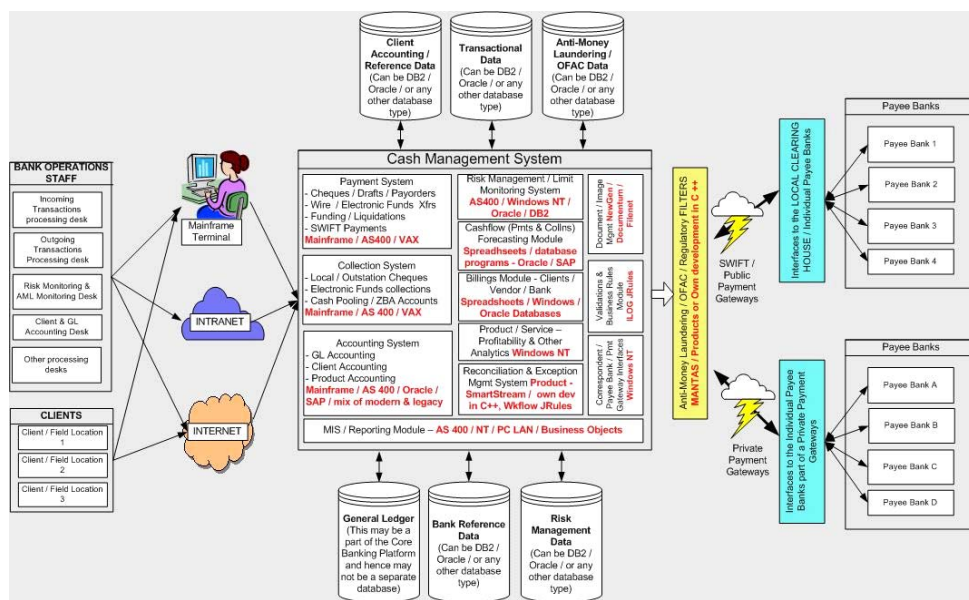 Client
Accounting /
Reference Data
(Can be DB2 /
Oracle / or any
other database
type)
Transactional
Data
(Can be DB2 /
Oracle / or any
other database
type)
Anti-Money
Laundering /
OFAC Data
(Can be DB2 /
Oracle / or any
other database
type)
BANK OPERATIONS
STAFF
Incoming
Transactions
processing desk
Outgoing
Transactions
Processing desk
Risk Monitoring &
AML Monitoring Desk
Client & GL
Accounting Desk
Other processing
desks
CLIENTS
Client / Field Location
1
Client / Field Location
2
Client / Field Location
3
Mainframe
Terminal
INTRANET
INTERNET
Cash Management System
Payment System
- Cheques / Drafts / Payorders
- Wire / Electronic Funds Xfrs
- Funding / Liquidations
- SWIFT Payments
Mainframe / AS400 / VAX
Collection System
- Local / Outstation Cheques
- Electronic Funds collections
- Cash Pooling / ZBA Accounts
Mainframe / AS 400 / VAX
Accounting System
- GL Accounting
- Client Accounting
- Product Accounting
Mainframe / AS 400 / Oracle /
SAP / mix of modern & legacy
Risk Management / Limit
Monitoring System
AS400 / Windows NT /
Oracle / DB2
Cashflow (Pmts & Collns)
Forecasting Module
Spreadhseets / database
programs - Oracle / SAP
Billings Module - Clients /
Vendor / Bank
Spreadsheets / Windows /
Oracle Databases
Product / Service –
Profitability & Other
Analytics Windows NT
Reconciliation & Exception
Mgmt System Product -
SmartStream / own dev
in C++, Wkflow JRules
Document / Image
Mgmt NewGen /
Documentum /
Filenet
Validations &
Business Rules
Module
ILOG JRules
Correspondent /
Payee Bank / Pmt
Gateway Interfaces
Windows NT
MIS / Reporting Module – AS 400 / NT / PC LAN / Business Objects
General Ledger
(This may be a
part of the Core
Banking Platform
and hence may
not be a separate
database)
Bank Reference
Data
(Can be DB2 /
Oracle / or any
other database
type)
Risk
Management
Data
(Can be DB2 /
Oracle / or any
other database
type)
Anti-Money Laundering / OFAC / Regulatory FILTERS
MANTAS / Products or Own development in C ++
SWIFT /
Public
Payment
Gateways
Private
Payment
Gateways
Interfaces to the LOCAL CLEARING
HOUSE / Individual Payee Banks
Interfaces to the Individual Payee
Banks part of a Private Payment
Gateways
Payee Banks
Payee Bank 1
Payee Bank 2
Payee Bank 3
Payee Bank 4
Payee Banks
Payee Bank A
Payee Bank B
Payee Bank C
Payee Bank D